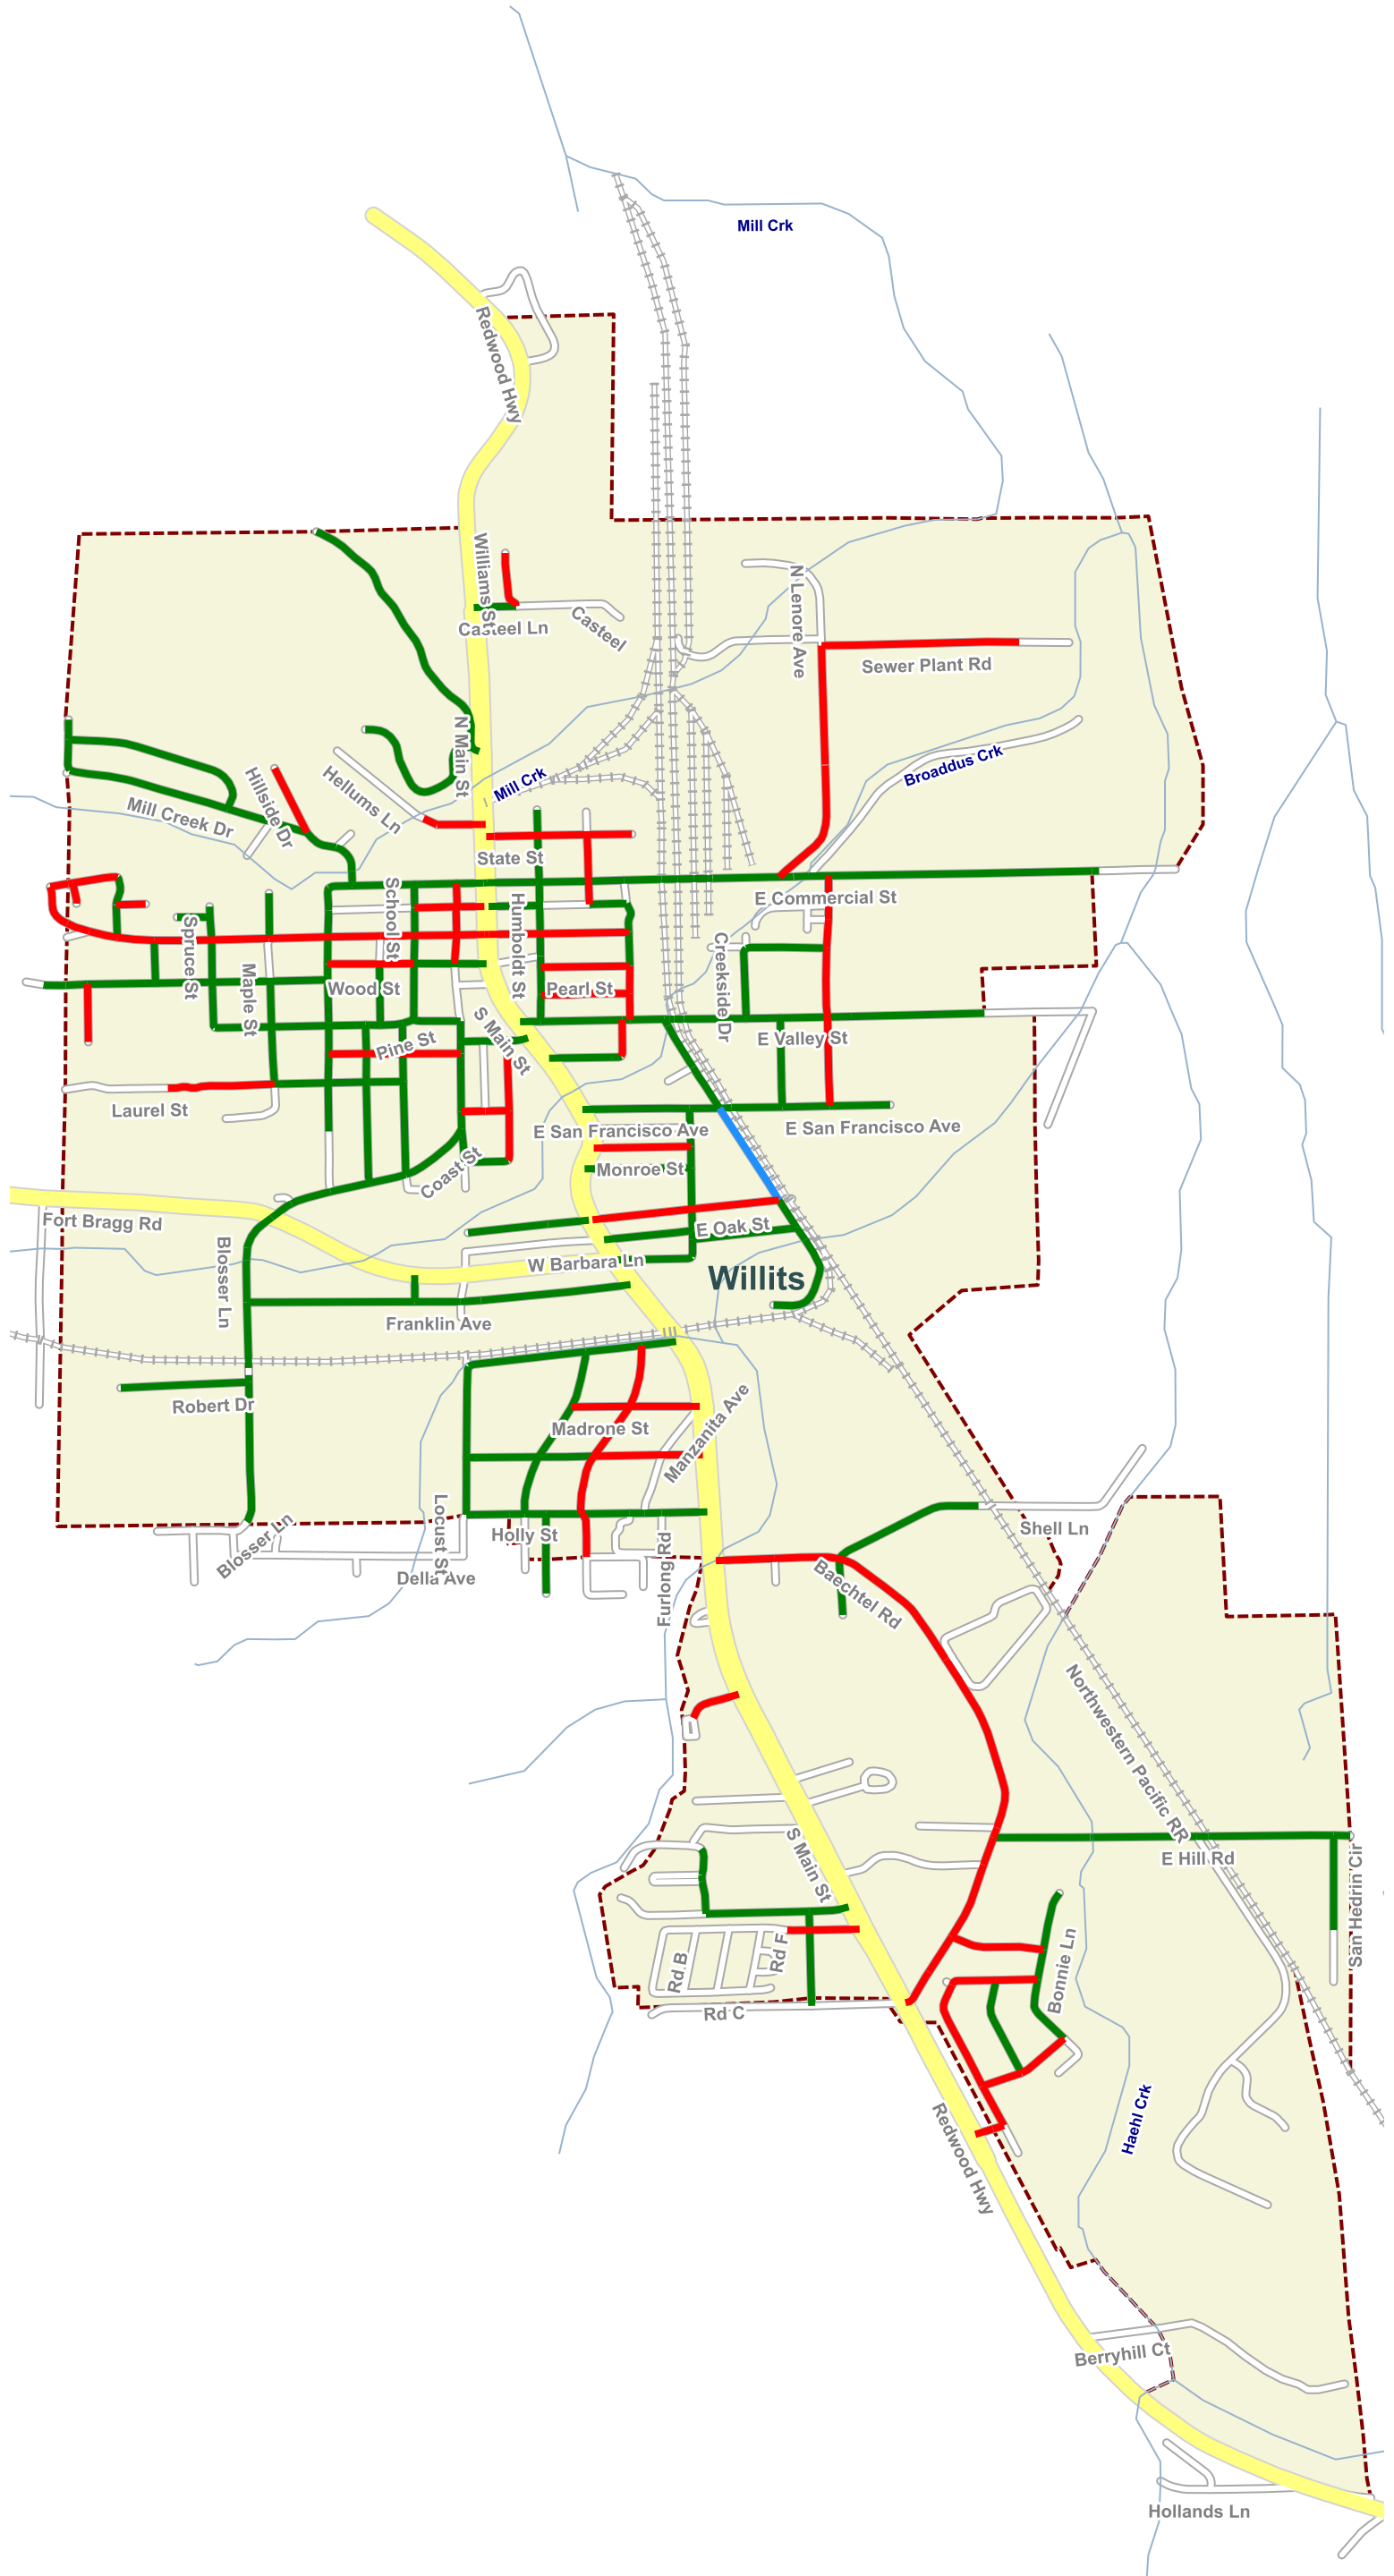 Mill Crk
Redwood Hwy
Williams St
Casteel Ln
Casteel
N Lenore Ave
Sewer Plant Rd
N Main St
Mill Crk
Broaddus Crk
Hellums Ln
Hillside Dr
Mill Creek Dr
State St
School St
Humboldt St
E Commercial St
Spruce St
Maple St
Wood St
Pearl St
Creekside Dr
S Main St
Pine St
E Valley St
Laurel St
E San Francisco Ave
E San Francisco Ave
Coast St
Monroe St
Fort Bragg Rd
E Oak St
Blosser Ln
W Barbara Ln
Willits
Franklin Ave
Robert Dr
Manzanita Ave
Madrone St
Locust St
Holly St
Shell Ln
Blosser Ln
Della Ave
Furlong Rd
Baechtel Rd
Northwestern Pacific RR
S Main St
E Hill Rd
San Hedrin Cir
Rd B
Rd F
Bonnie Ln
Rd C
Redwood Hwy
Haehl Crk
Berryhill Ct
Hollands Ln